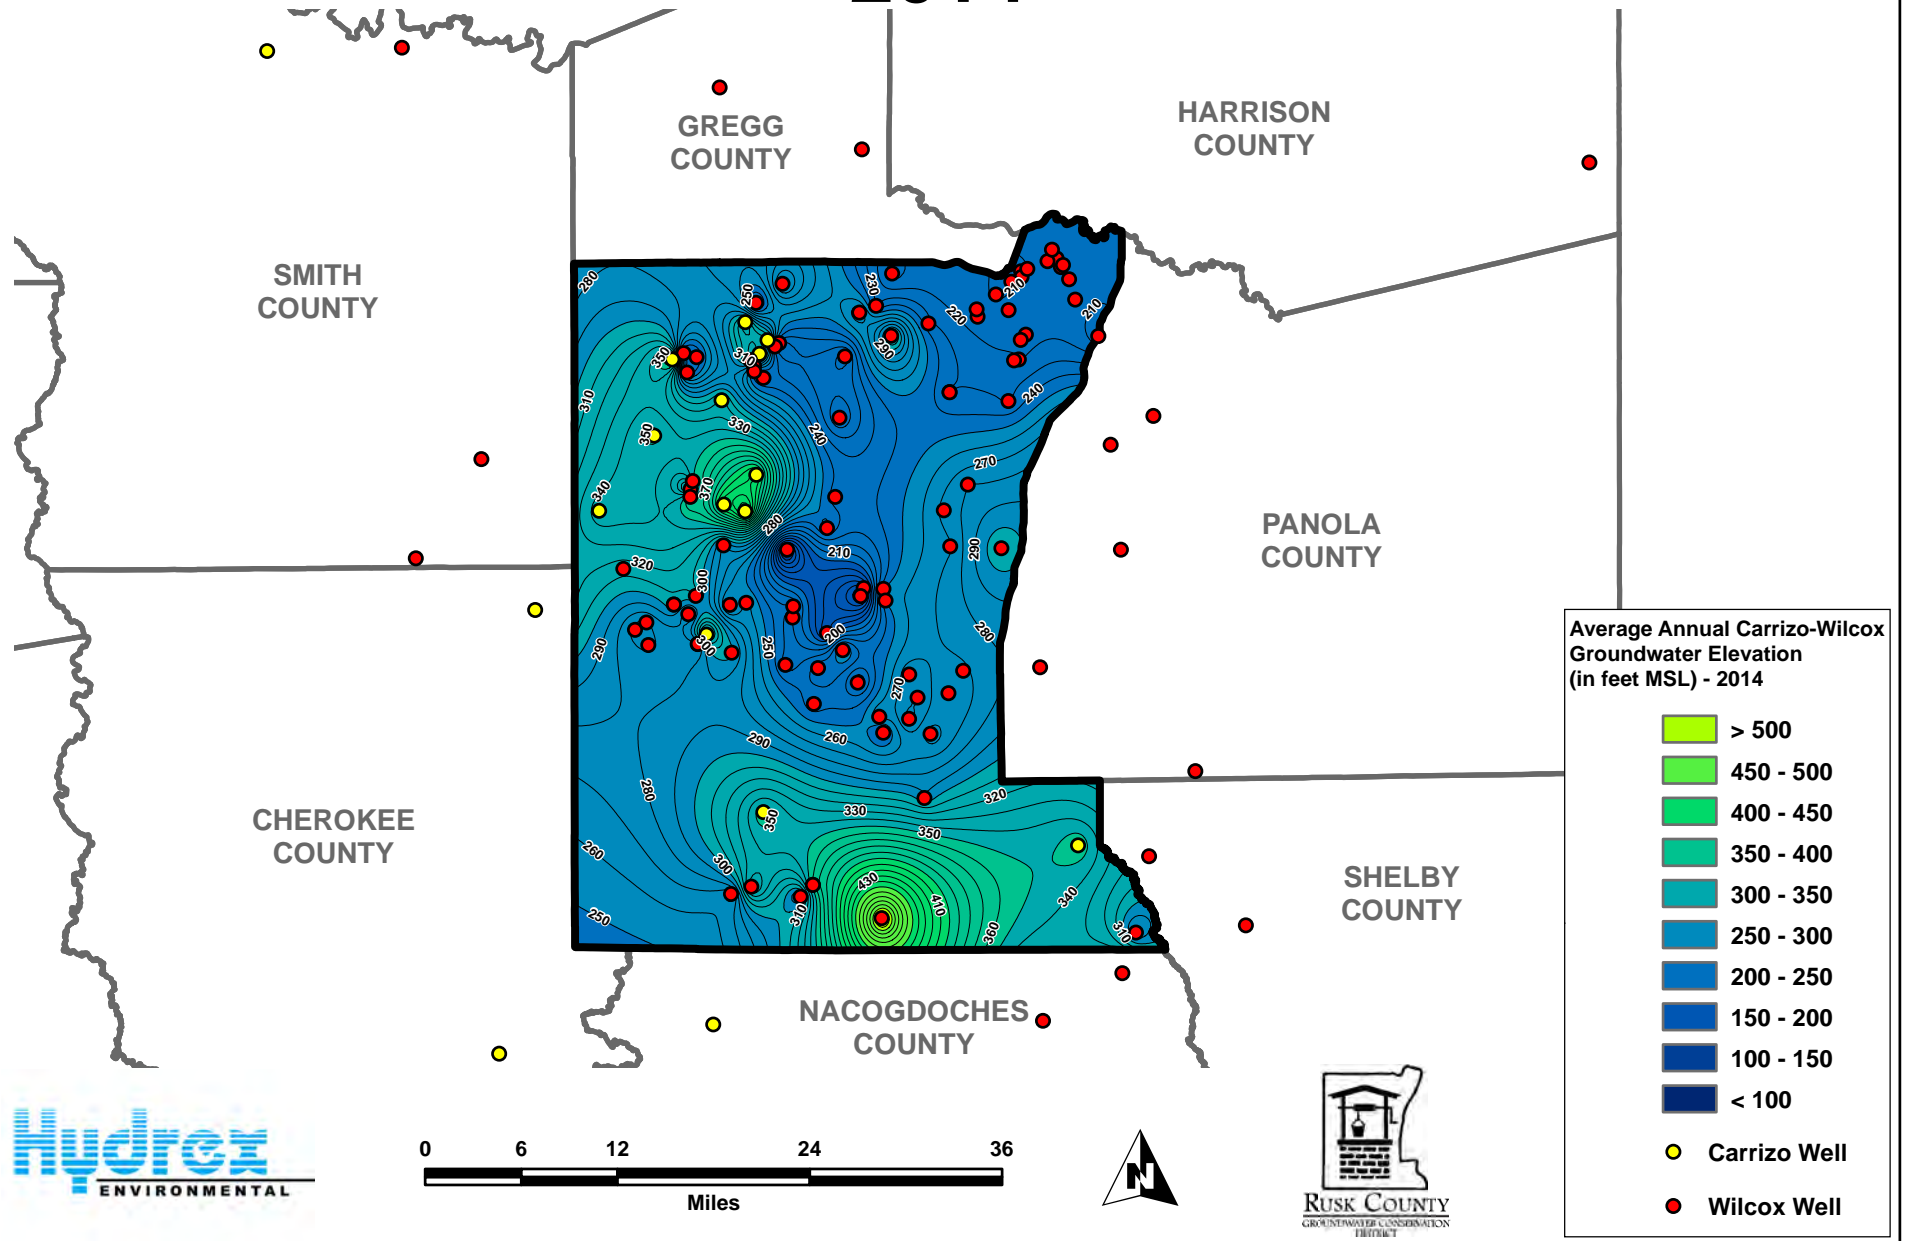 2014
GREGG
COUNTY
HARRISON
COUNTY
SMITH
COUNTY
PANOLA
COUNTY
CHEROKEE
COUNTY
SHELBY
COUNTY
NACOGDOCHES
COUNTY
280
250
230
220
210
210
350
310
290
310
240
330
240
350
270
370
340
280
210
290
320
300
200
280
300
250
290
270
290
260
280
320
330
350
350
260
300
430
410
340
250
310
360
310
Average Annual Carrizo-Wilcox
Groundwater Elevation
(in feet MSL) - 2014
> 500
450 - 500
400 - 450
350 - 400
300 - 350
250 - 300
200 - 250
150 - 200
100 - 150
< 100
Carrizo Well
Wilcox Well
Hydrex
ENVIRONMENTAL
0 6 12 24 36
Miles
N
RUSK COUNTY
GROUNDWATER CONSERVATION
DISTRICT